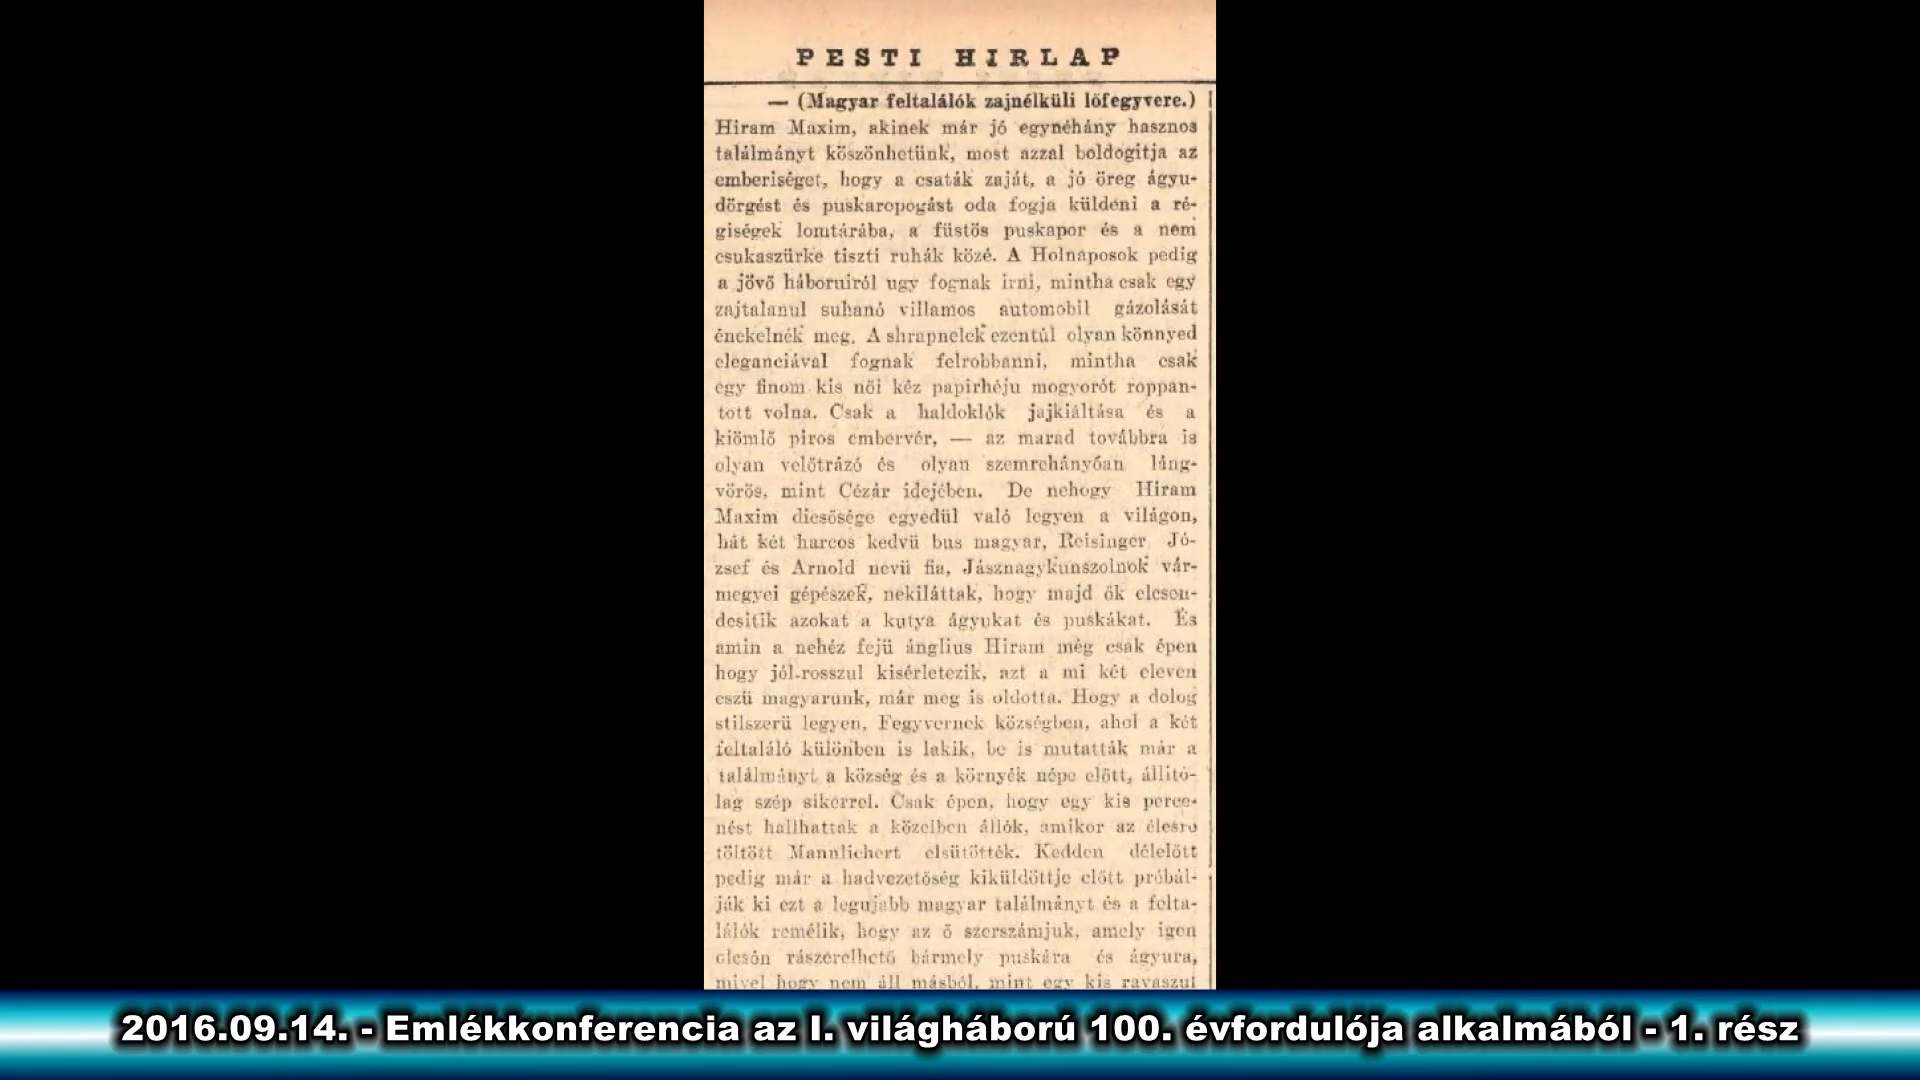 PESTI HIRLAP
— (Magyar feltalálók zajnélküli lőfegyvere.)
Hiram Maxim, akinek már jó egynéhány hasznos
találmányt köszönhetünk, most azzal boldogitja az
emberiséget, hogy a csaták zaját, a jó öreg ágyu-
dörgést és puskaropogást oda fogja küldeni a ré-
giségek lomtárába, a füstös puskapor és a nem
csukaszürke tiszti ruhák közé. A Holnaposok pedig
a jövő háboruiról ugy fognak irni, mintha csak egy
zajtalanul suhanó villamos automobil gázolását
énekelnék meg. A shrapnelek ezentúl olyan könnyed
eleganciával fognak felrobbanni, mintha csak
egy finom kis női kéz papirhéju mogyorót roppan-
tott volna. Csak a haldoklók jajkiáltása és a
kiömlő piros embervér, — az marad továbbra is
olyan velőtrázó és olyan szemrehányóan láng-
vörös, mint Cézár idejében. De nehogy Hiram
Maxim dicsősége egyedül való legyen a világon,
hát két harcos kedvü bus magyar, Reisinger Jó-
zsef és Arnold nevü fia, Jásznagykunszolnok vár-
megyei gépészek, nekiláttak, hogy majd ők elcsen-
desitik azokat a kutya ágyukat és puskákat. És
amin a nehéz fejü ánglius Hiram még csak épen
hogy jól-rosszul kisérletezik, azt a mi két eleven
eszü magyarunk, már meg is oldotta. Hogy a dolog
stilszerü legyen, Fegyvernek községben, ahol a két
feltaláló különben is lakik, be is mutatták már a
találmányt a község és a környék népe előtt, állitó-
lag szép sikerrel. Csak épen, hogy egy kis perce-
nést hallhattak a közelben állók, amikor az élesre
töltött Mannlichert elsütötték. Kedden délelőtt
pedig már a hadvezetőség kiküldöttje előtt próbál-
ják ki ezt a legujabb magyar találmányt és a felta-
lálók remélik, hogy az ő szerszámjuk, amely igen
olcsón rászerelhető bármely puskára és ágyura,
mivel hogy nem áll másból, mint egy kis ravaszul
2016.09.14. - Emlékkonferencia az I. világháború 100. évfordulója alkalmából - 1. rész